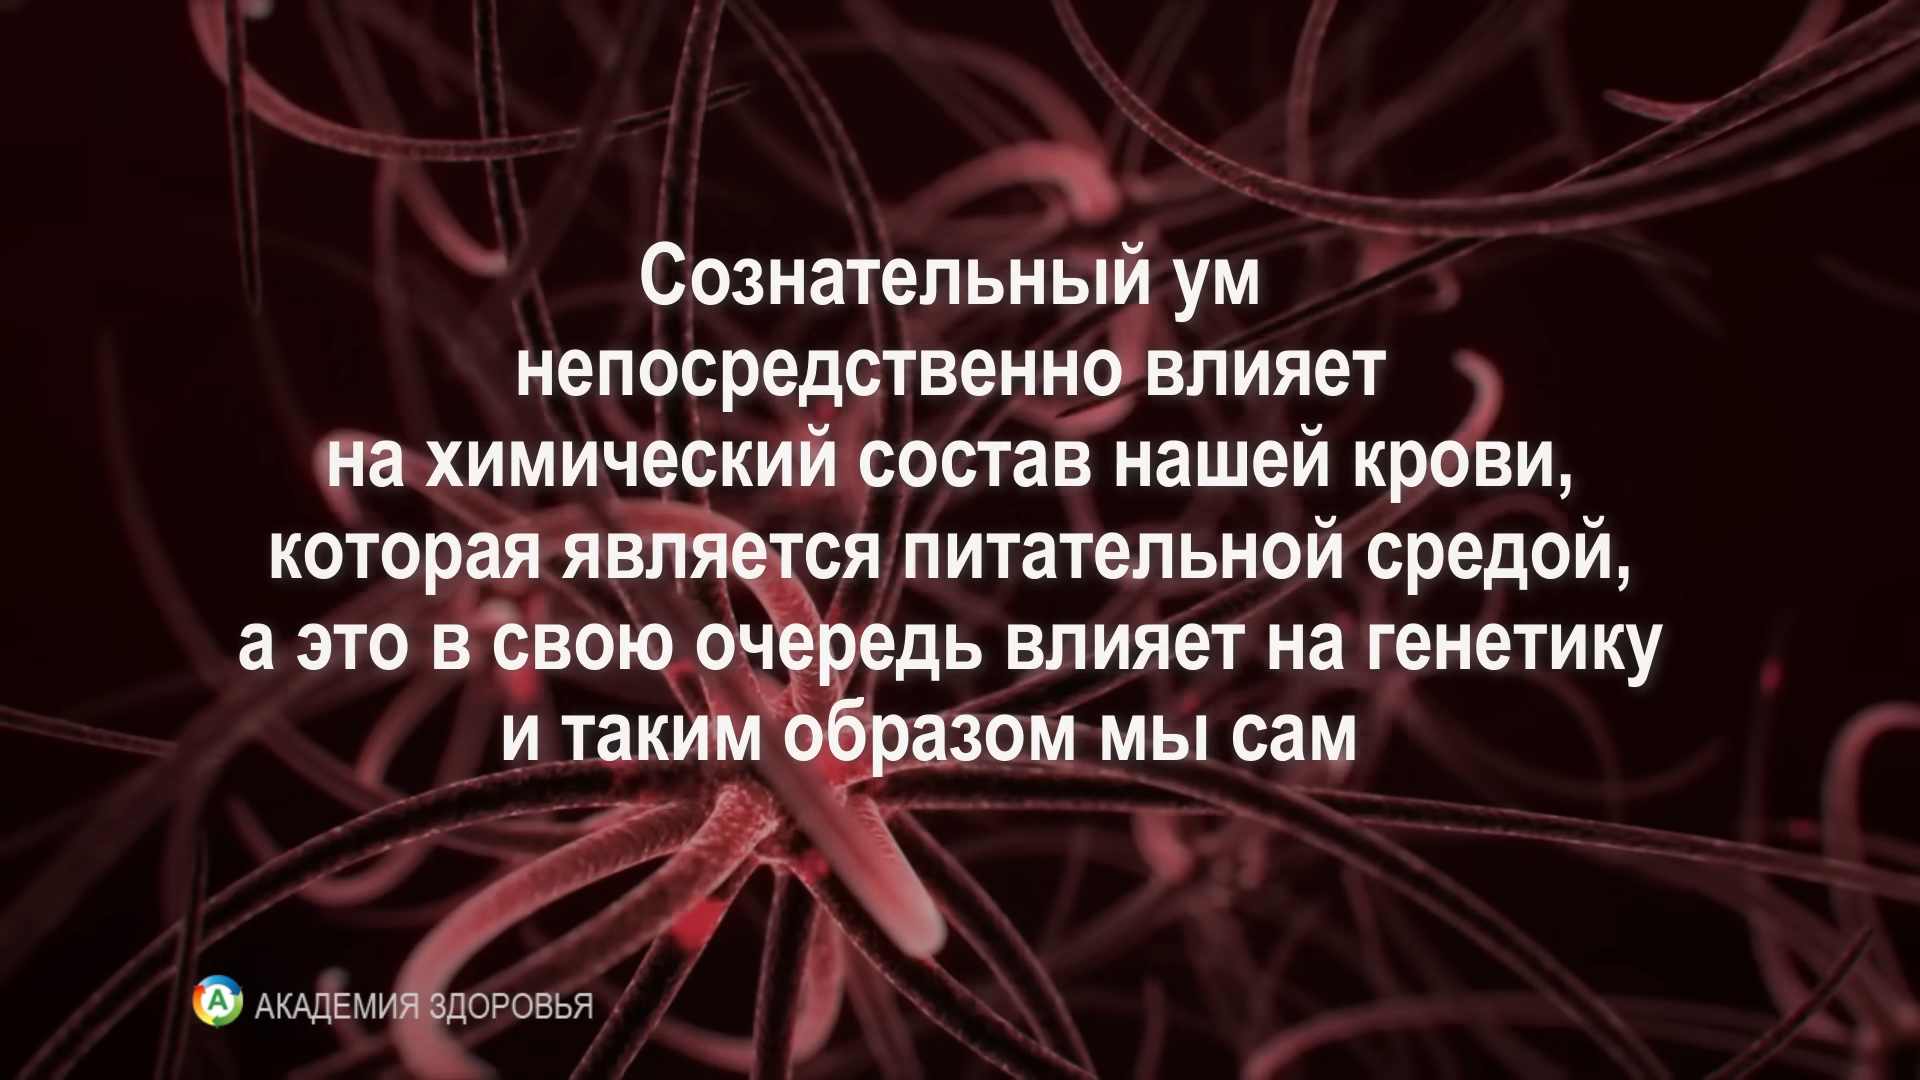 Сознательный ум
непосредственно влияет
на химический состав нашей крови,
которая является питательной средой,
а это в свою очередь влияет на генетику
и таким образом мы сам
А АКАДЕМИЯ ЗДОРОВЬЯ